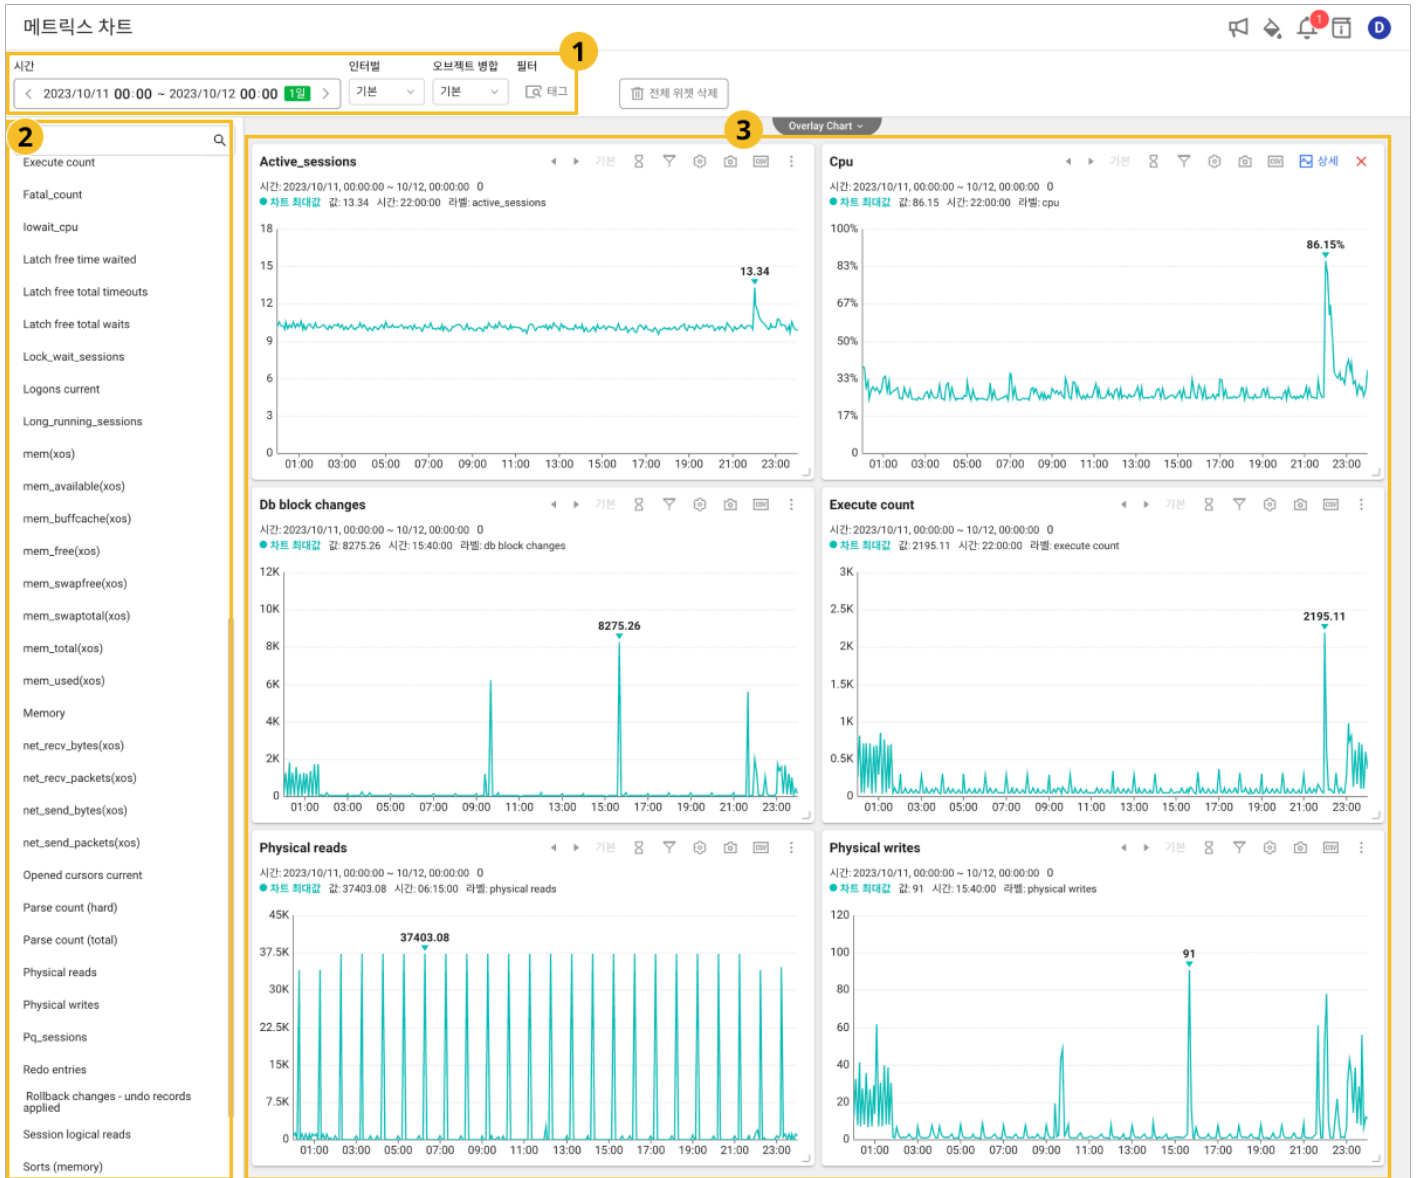 메트릭스 차트
1
D
1
시간
인터벌
오브젝트 병합
필터
2023/10/11 00:00 ~ 2023/10/12 00:00 1일
기본
기본
태그
전체 위젯 삭제
2
Execute count
Fatal_count
Iowait_cpu
Latch free time waited
Latch free total timeouts
Latch free total waits
Lock_wait_sessions
Logons current
Long_running_sessions
mem(xos)
mem_available(xos)
mem_buffcache(xos)
mem_free(xos)
mem_swapfree(xos)
mem_swaptotal(xos)
mem_total(xos)
mem_used(xos)
Memory
net_recv_bytes(xos)
net_recv_packets(xos)
net_send_bytes(xos)
net_send_packets(xos)
Opened cursors current
Parse count (hard)
Parse count (total)
Physical reads
Physical writes
Pq_sessions
Redo entries
Rollback changes - undo records
applied
Session logical reads
Sorts (memory)
3
Overlay Chart
Active_sessions
기본
CSV
시간: 2023/10/11, 00:00:00 ~ 10/12, 00:00:00 0
차트 최대값 값: 13.34 시간: 22:00:00 라벨: active_sessions
18
15
12
9
6
3
0
13.34
01:00 03:00 05:00 07:00 09:00 11:00 13:00 15:00 17:00 19:00 21:00 23:00
Cpu
기본
CSV
상세
시간: 2023/10/11, 00:00:00 ~ 10/12, 00:00:00 0
차트 최대값 값: 86.15 시간: 22:00:00 라벨: cpu
100%
83%
67%
50%
33%
17%
0
86.15%
01:00 03:00 05:00 07:00 09:00 11:00 13:00 15:00 17:00 19:00 21:00 23:00
Db block changes
기본
CSV
시간: 2023/10/11, 00:00:00 ~ 10/12, 00:00:00 0
차트 최대값 값: 8275.26 시간: 15:40:00 라벨: db block changes
12K
10K
8K
6K
4K
2K
0
8275.26
01:00 03:00 05:00 07:00 09:00 11:00 13:00 15:00 17:00 19:00 21:00 23:00
Execute count
기본
CSV
시간: 2023/10/11, 00:00:00 ~ 10/12, 00:00:00 0
차트 최대값 값: 2195.11 시간: 22:00:00 라벨: execute count
3K
2.5K
2K
1.5K
1K
0.5K
0
2195.11
01:00 03:00 05:00 07:00 09:00 11:00 13:00 15:00 17:00 19:00 21:00 23:00
Physical reads
기본
CSV
시간: 2023/10/11, 00:00:00 ~ 10/12, 00:00:00 0
차트 최대값 값: 37403.08 시간: 06:15:00 라벨: physical reads
45K
37.5K
30K
22.5K
15K
7.5K
0
37403.08
01:00 03:00 05:00 07:00 09:00 11:00 13:00 15:00 17:00 19:00 21:00 23:00
Physical writes
기본
CSV
시간: 2023/10/11, 00:00:00 ~ 10/12, 00:00:00 0
차트 최대값 값: 91 시간: 15:40:00 라벨: physical writes
120
100
80
60
40
20
0
91
01:00 03:00 05:00 07:00 09:00 11:00 13:00 15:00 17:00 19:00 21:00 23:00